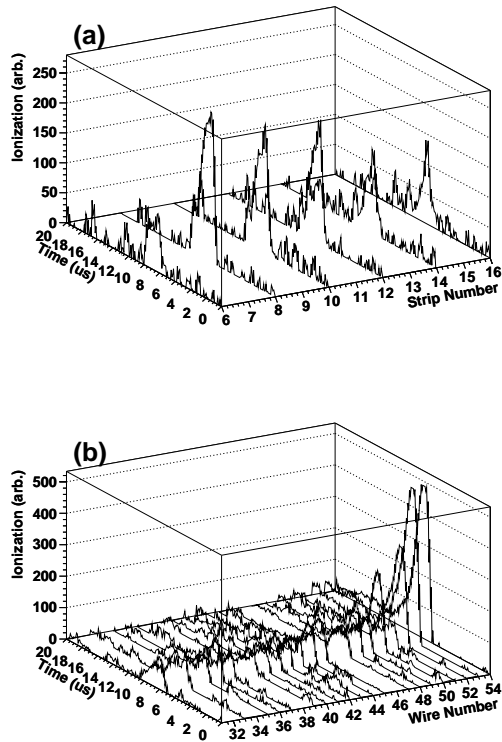 (a)
Ionization (arb.)
250
200
150
100
50
0
20 18 16 14 12 10 8 6 4 2 0
Time (us)
6 7 8 9 10 11 12 13 14 15 16
Strip Number
(b)
Ionization (arb.)
500
400
300
200
100
0
20 18 16 14 12 10 8 6 4 2 0
Time (us)
32 34 36 38 40 42 44 46 48 50 52 54
Wire Number